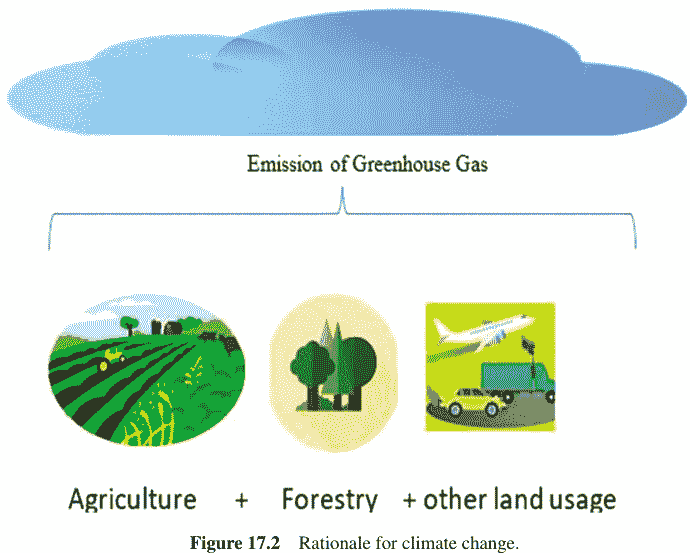 Emission of Greenhouse Gas
Agriculture + Forestry + other land usage
Figure 17.2 Rationale for climate change.